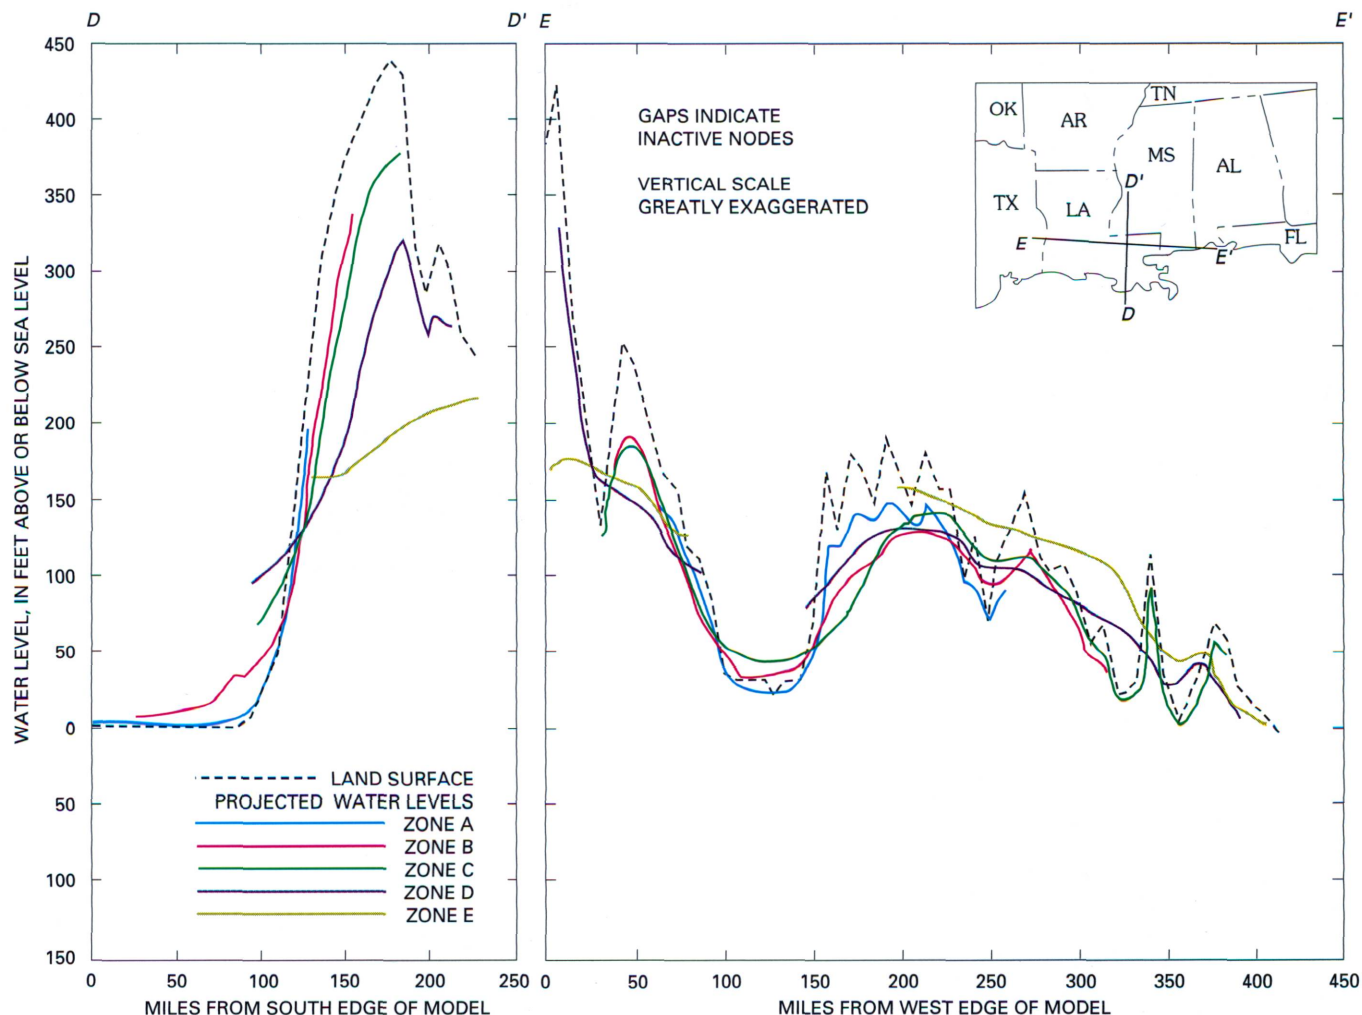 D D' E E'
WATER LEVEL, IN FEET ABOVE OR BELOW SEA LEVEL
450
400
350
300
250
200
150
100
50
0
50
100
150
GAPS INDICATE
INACTIVE NODES
VERTICAL SCALE
GREATLY EXAGGERATED
OK
AR
TN
MS
AL
TX
LA
FL
D'
E
E'
D
LAND SURFACE
PROJECTED WATER LEVELS
ZONE A
ZONE B
ZONE C
ZONE D
ZONE E
0 50 100 150 200 250
MILES FROM SOUTH EDGE OF MODEL
0 50 100 150 200 250 300 350 400 450
MILES FROM WEST EDGE OF MODEL